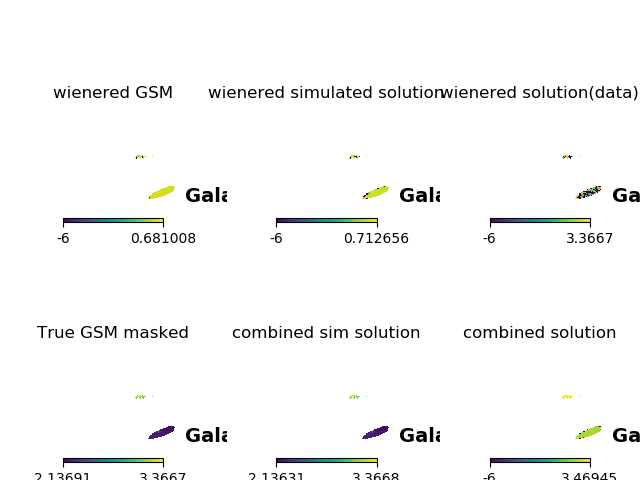 wienered GSM
wienered simulated solution
wienered solution(data)
Gala
Gala
Ga
-6 0.681008
-6 0.712656
-6 3.3667
True GSM masked
combined sim solution
combined solution
Gala
Gala
Ga
2.13691 3.3667
2.13631 3.3668
-6 3.46945